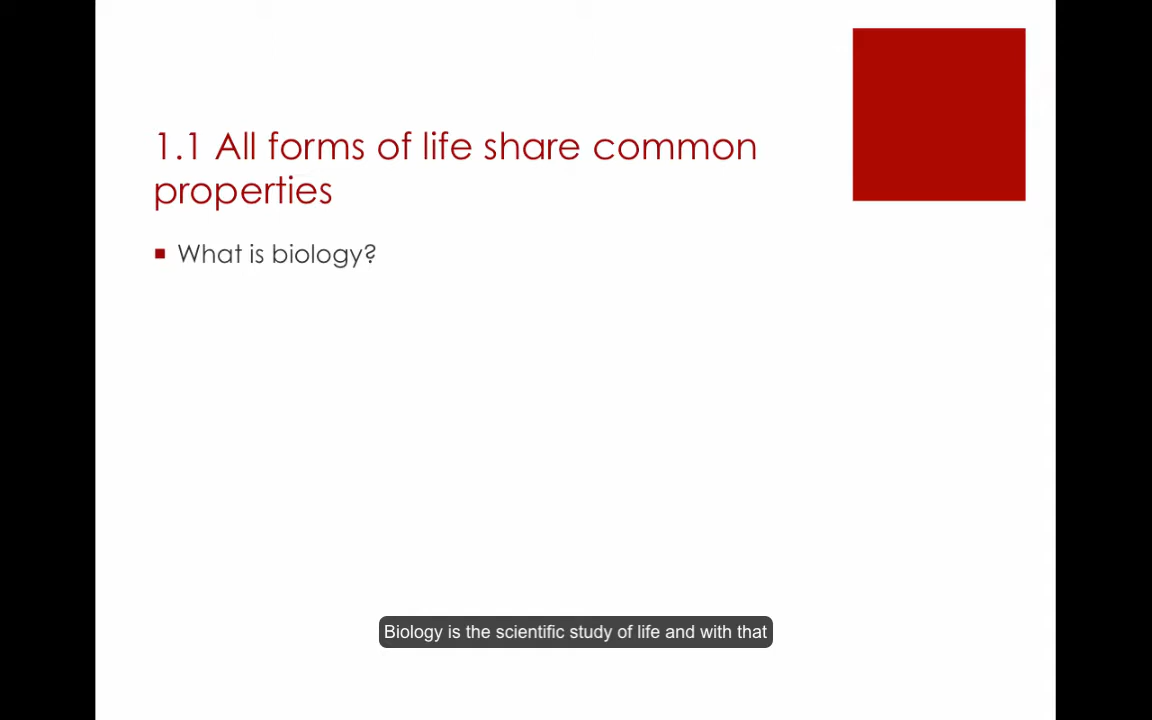 1.1 All forms of life share common
properties
What is biology?
Biology is the scientific study of life and with that